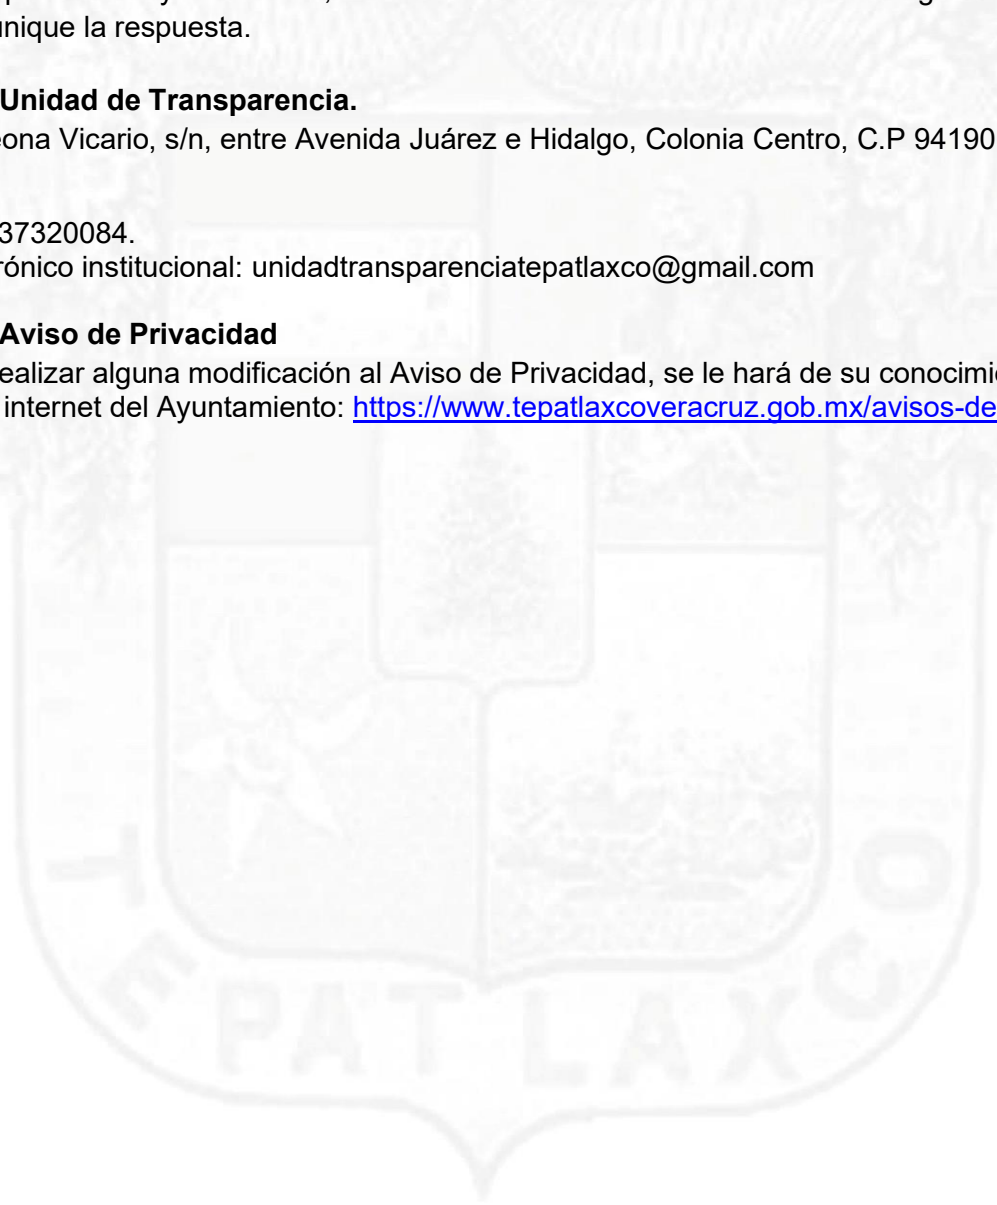 unique la respuesta.
Unidad de Transparencia.
ona Vicario, s/n, entre Avenida Juárez e Hidalgo, Colonia Centro, C.P 94190
37320084.
rónico institucional: unidadtransparenciatepatlaxco@gmail.com
Aviso de Privacidad
ealizar alguna modificación al Aviso de Privacidad, se le hará de su conocimi
internet del Ayuntamiento: https://www.tepatlaxcoveracruz.gob.mx/avisos-de
TEPATLAXCO